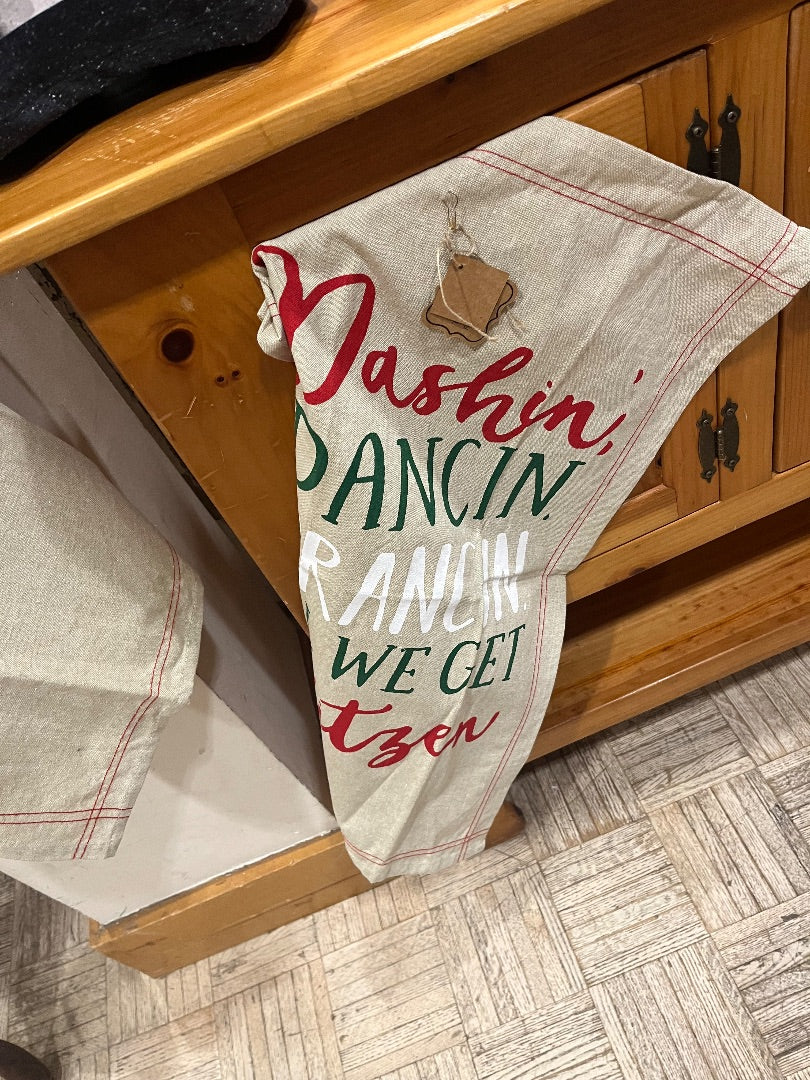 Dashin,'
DANCIN,
RANCIN,
WE GET
tzen